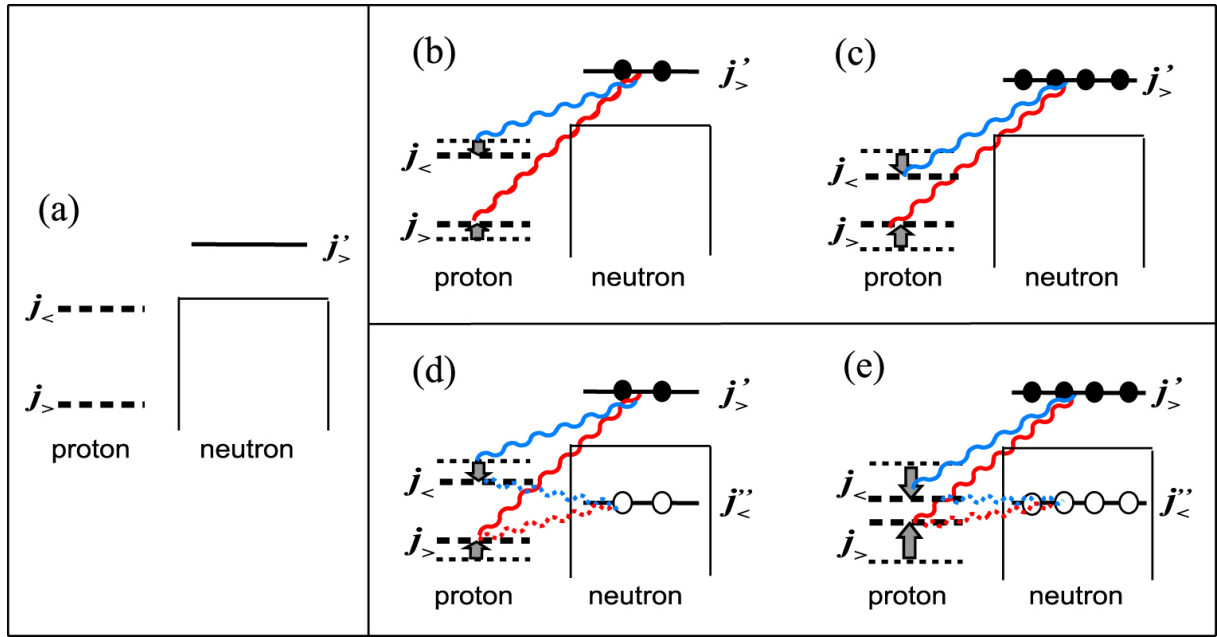 (a)
j'>
j<
j>
proton neutron
(b)
j'>
j<
j>
proton neutron
(c)
j'>
j<
j>
proton neutron
(d)
j'>
j<
j''<
j>
proton neutron
(e)
j'>
j<
j''<
j>
proton neutron